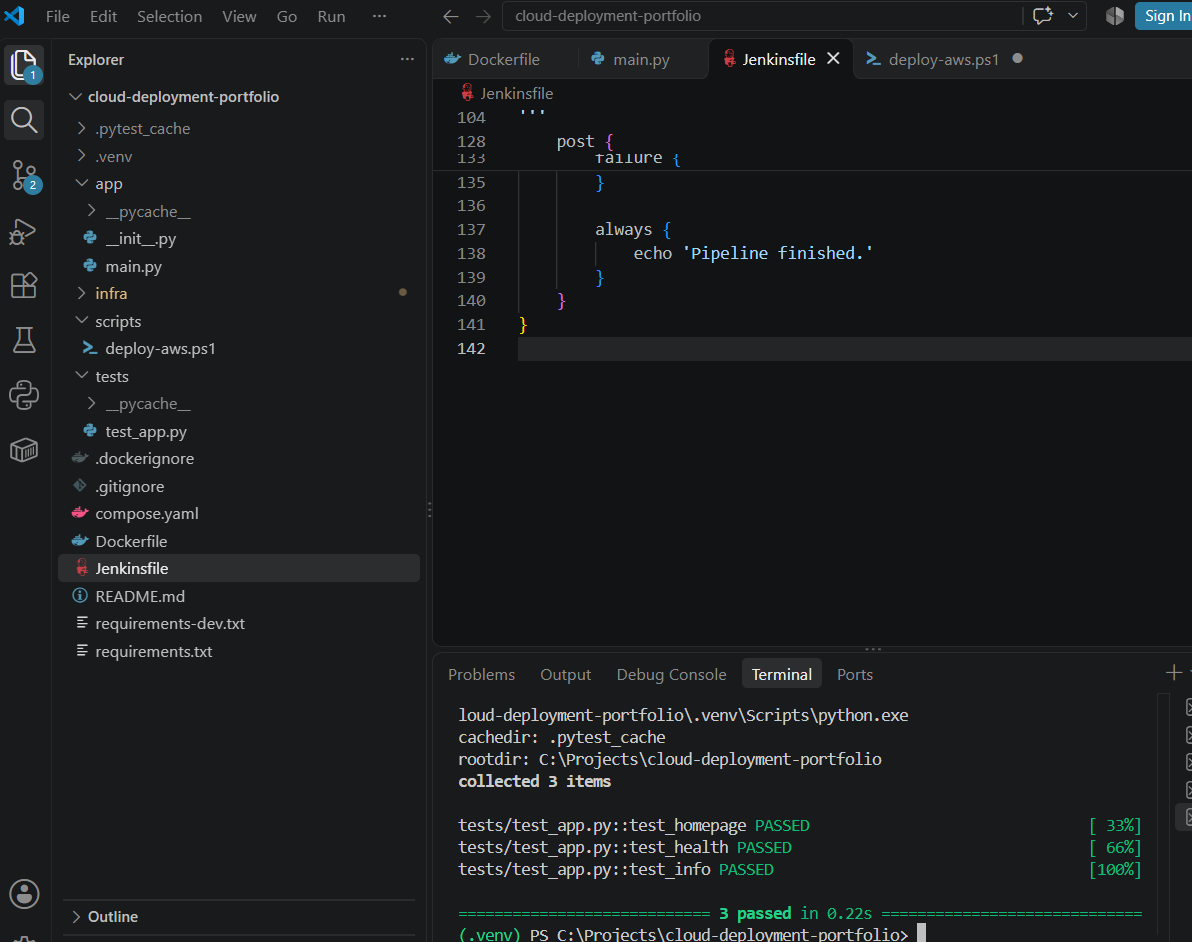 File Edit Selection View Go Run ··· cloud-deployment-portfolio Sign In
Explorer ···
cloud-deployment-portfolio
.pytest_cache
.venv
app
__pycache__
__init__.py
main.py
infra
scripts
deploy-aws.ps1
tests
__pycache__
test_app.py
.dockerignore
.gitignore
compose.yaml
Dockerfile
Jenkinsfile
README.md
requirements-dev.txt
requirements.txt
Outline
1
2
Dockerfile main.py Jenkinsfile deploy-aws.ps1
Jenkinsfile
104 '''
128 post {
133 failure {
135 }
136
137 always {
138 echo 'Pipeline finished.'
139 }
140 }
141 }
142
Problems Output Debug Console Terminal Ports
loud-deployment-portfolio\.venv\Scripts\python.exe
cachedir: .pytest_cache
rootdir: C:\Projects\cloud-deployment-portfolio
collected 3 items
tests/test_app.py::test_homepage PASSED [ 33%]
tests/test_app.py::test_health PASSED [ 66%]
tests/test_app.py::test_info PASSED [100%]
============================ 3 passed in 0.22s =============================
(.venv) PS C:\Projects\cloud-deployment-portfolio>